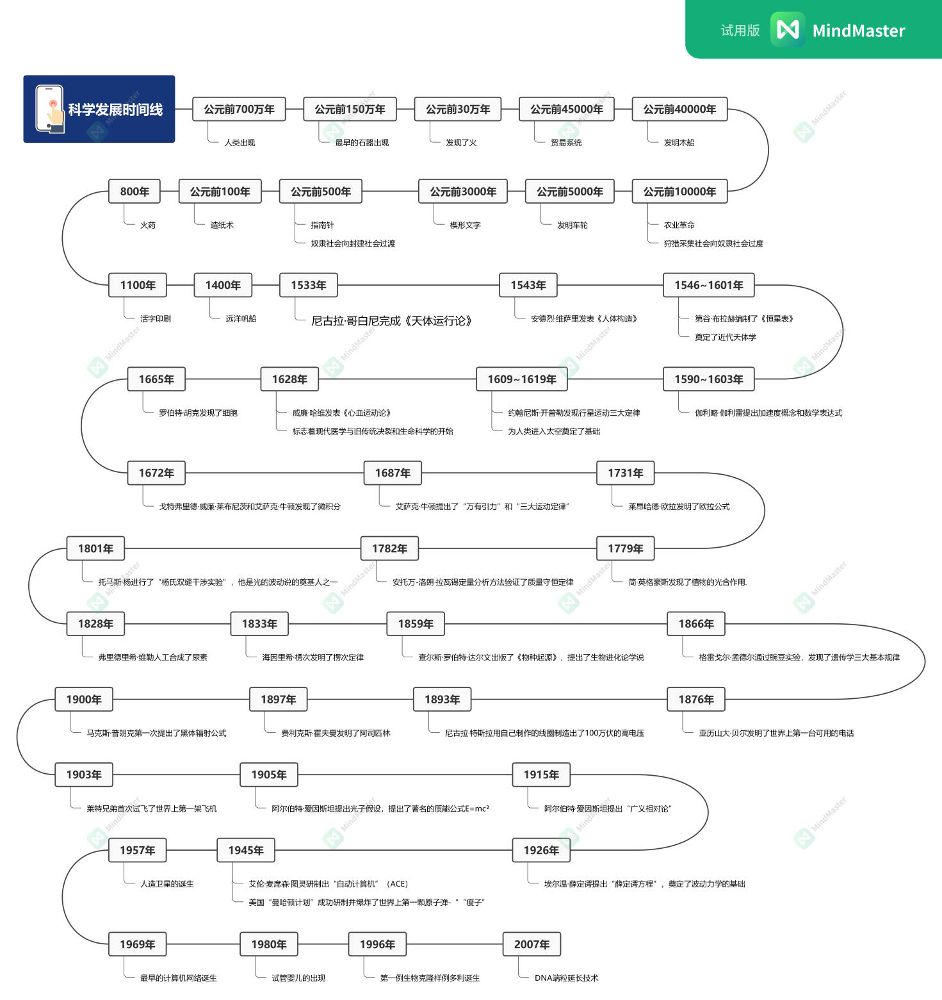 试用版 MindMaster
科学发展时间线
公元前700万年
人类出现
公元前150万年
最早的石器出现
公元前30万年
发现了火
公元前45000年
贸易系统
公元前40000年
发明木船
公元前10000年
农业革命
狩猎采集社会向奴隶社会过度
公元前5000年
发明车轮
公元前3000年
楔形文字
公元前500年
指南针
奴隶社会向封建社会过渡
公元前100年
造纸术
800年
火药
1100年
活字印刷
1400年
远洋帆船
1533年
尼古拉·哥白尼完成《天体运行论》
1543年
安德烈·维萨里发表《人体构造》
1546~1601年
第谷·布拉赫编制了《恒星表》
奠定了近代天体学
1590~1603年
伽利略·伽利雷提出加速度概念和数学表达式
1609~1619年
约翰尼斯·开普勒发现行星运动三大定律
为人类进入太空奠定了基础
1628年
威廉·哈维发表《心血运动论》
标志着现代医学与旧传统决裂和生命科学的开始
1665年
罗伯特·胡克发现了细胞
1672年
戈特弗里德·威廉·莱布尼茨和艾萨克·牛顿发现了微积分
1687年
艾萨克·牛顿提出了“万有引力”和“三大运动定律”
1731年
莱昂哈德·欧拉发明了欧拉公式
1779年
简·英格豪斯发现了植物的光合作用.
1782年
安托万-洛朗·拉瓦锡定量分析方法验证了质量守恒定律
1801年
托马斯·杨进行了“杨氏双缝干涉实验”，他是光的波动说的奠基人之一
1828年
弗里德里希·维勒人工合成了尿素
1833年
海因里希·楞次发明了楞次定律
1859年
查尔斯·罗伯特·达尔文出版了《物种起源》，提出了生物进化论学说
1866年
格雷戈尔·孟德尔通过豌豆实验，发现了遗传学三大基本规律
1876年
亚历山大·贝尔发明了世界上第一台可用的电话
1893年
尼古拉·特斯拉用自己制作的线圈制造出了100万伏的高电压
1897年
费利克斯·霍夫曼发明了阿司匹林
1900年
马克斯·普朗克第一次提出了黑体辐射公式
1903年
莱特兄弟首次试飞了世界上第一架飞机
1905年
阿尔伯特·爱因斯坦提出光子假设，提出了著名的质能公式E=mc²
1915年
阿尔伯特·爱因斯坦提出“广义相对论”
1926年
埃尔温·薛定谔提出“薛定谔方程”，奠定了波动力学的基础
1945年
艾伦·麦席森·图灵研制出“自动计算机”（ACE）
美国“曼哈顿计划”成功研制并爆炸了世界上第一颗原子弹-““瘦子”
1957年
人造卫星的诞生
1969年
最早的计算机网络诞生
1980年
试管婴儿的出现
1996年
第一例生物克隆样例多利诞生
2007年
DNA端粒延长技术